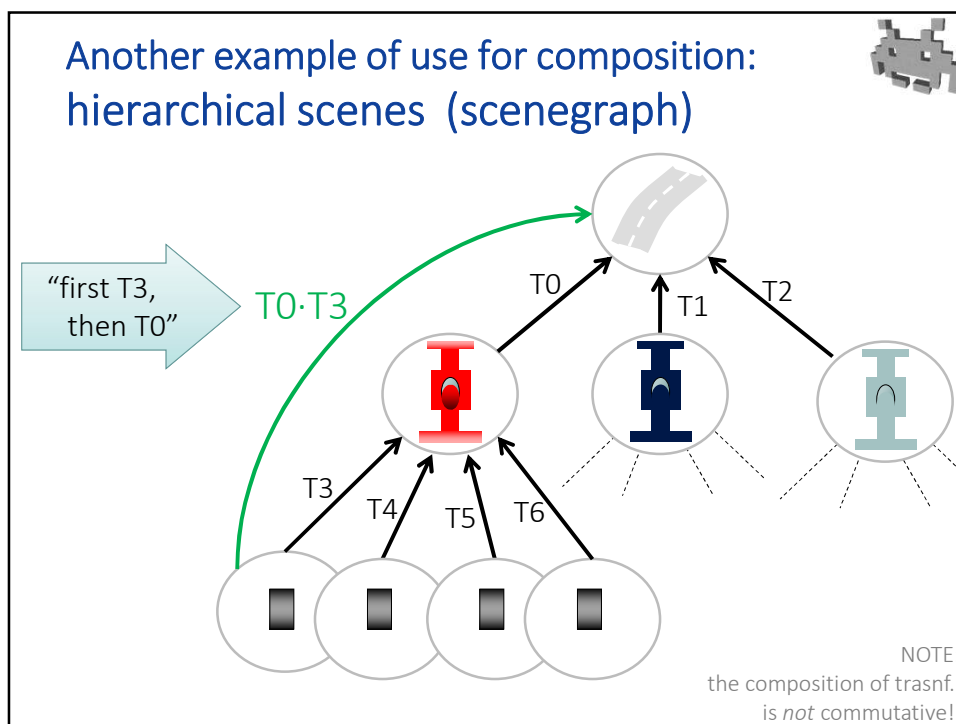 Another example of use for composition:
hierarchical scenes (scenegraph)
“first T3,
then T0”
T0·T3
T0
T1
T2
T3
T4
T5
T6
NOTE
the composition of trasnf.
is not commutative!